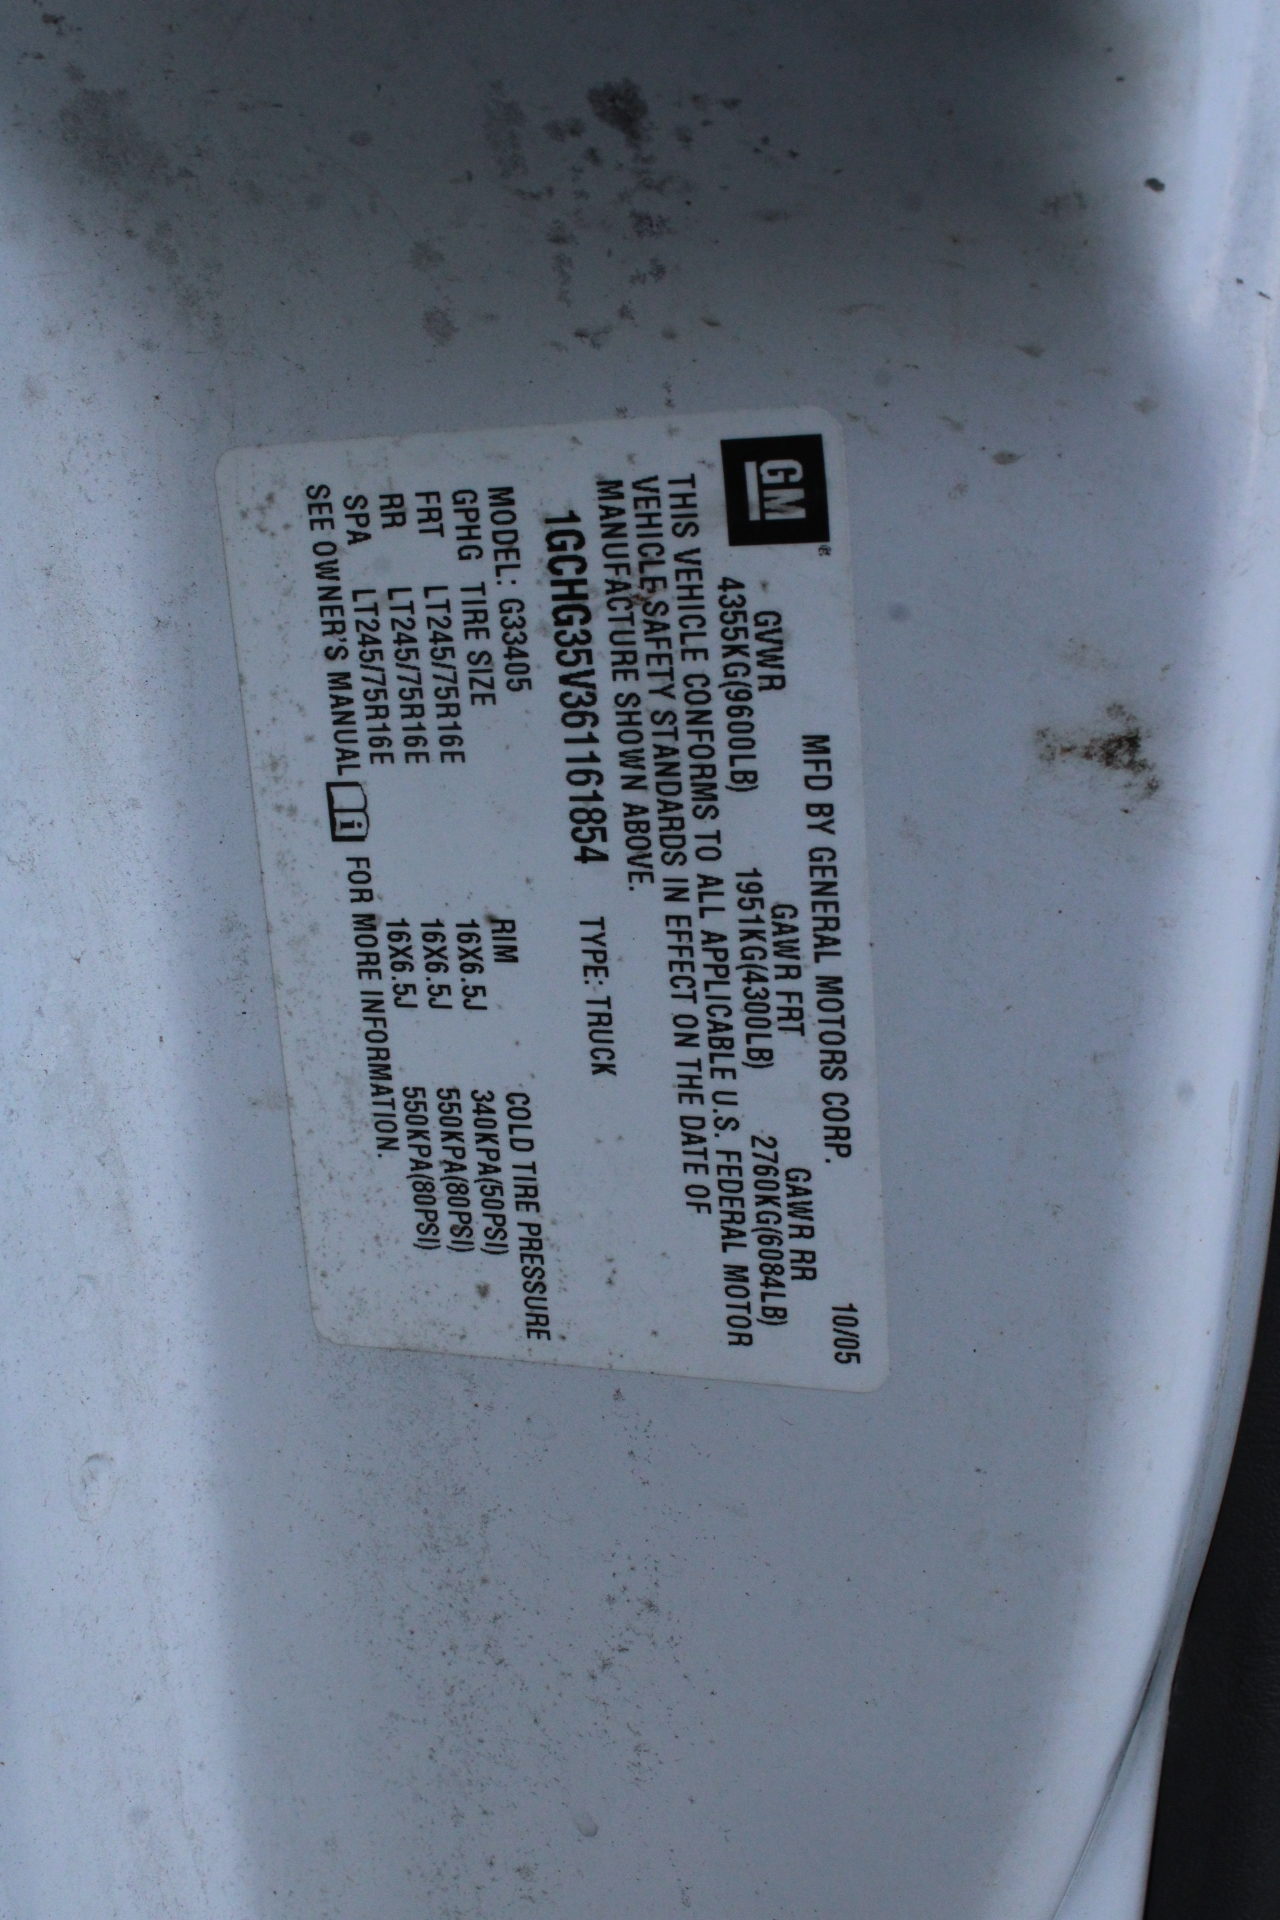 GM®
MFD BY GENERAL MOTORS CORP. 10/05
GVWR GAWR FRT GAWR RR
4355KG(9600LB) 1951KG(4300LB) 2760KG(6084LB)
THIS VEHICLE CONFORMS TO ALL APPLICABLE U.S. FEDERAL MOTOR
VEHICLE SAFETY STANDARDS IN EFFECT ON THE DATE OF
MANUFACTURE SHOWN ABOVE.
1GCHG35V361161854 TYPE: TRUCK
MODEL: G33405
GPHG TIRE SIZE RIM COLD TIRE PRESSURE
FRT LT245/75R16E 16X6.5J 340KPA(50PSI)
RR LT245/75R16E 16X6.5J 550KPA(80PSI)
SPA LT245/75R16E 16X6.5J 550KPA(80PSI)
SEE OWNER'S MANUAL i FOR MORE INFORMATION.